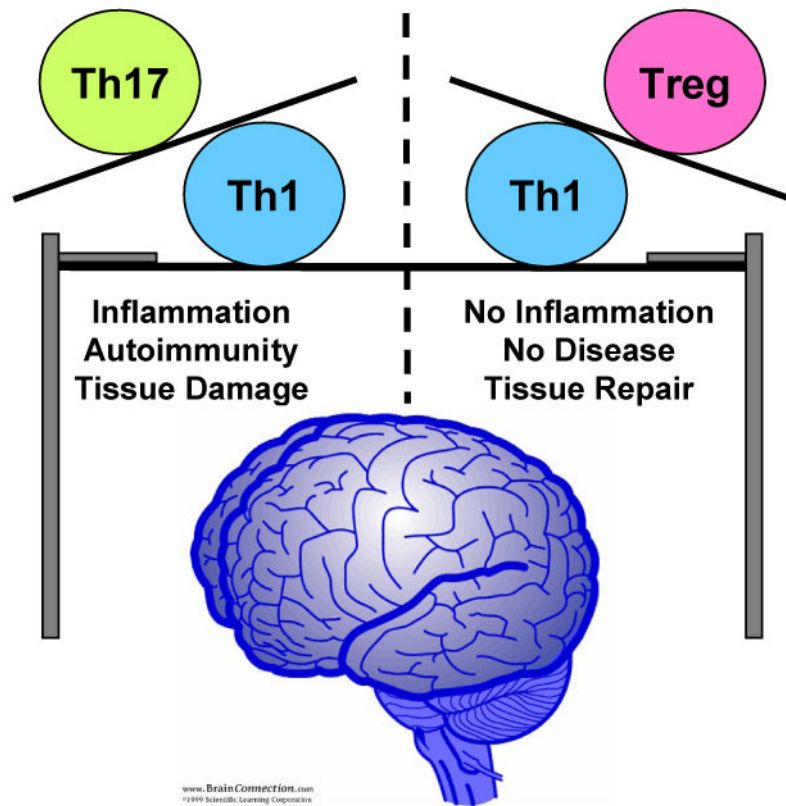 Th17
Th1
Treg
Th1
Inflammation
Autoimmunity
Tissue Damage
No Inflammation
No Disease
Tissue Repair
www.BrainConnection.com
©1999 Scientific Learning Corporation